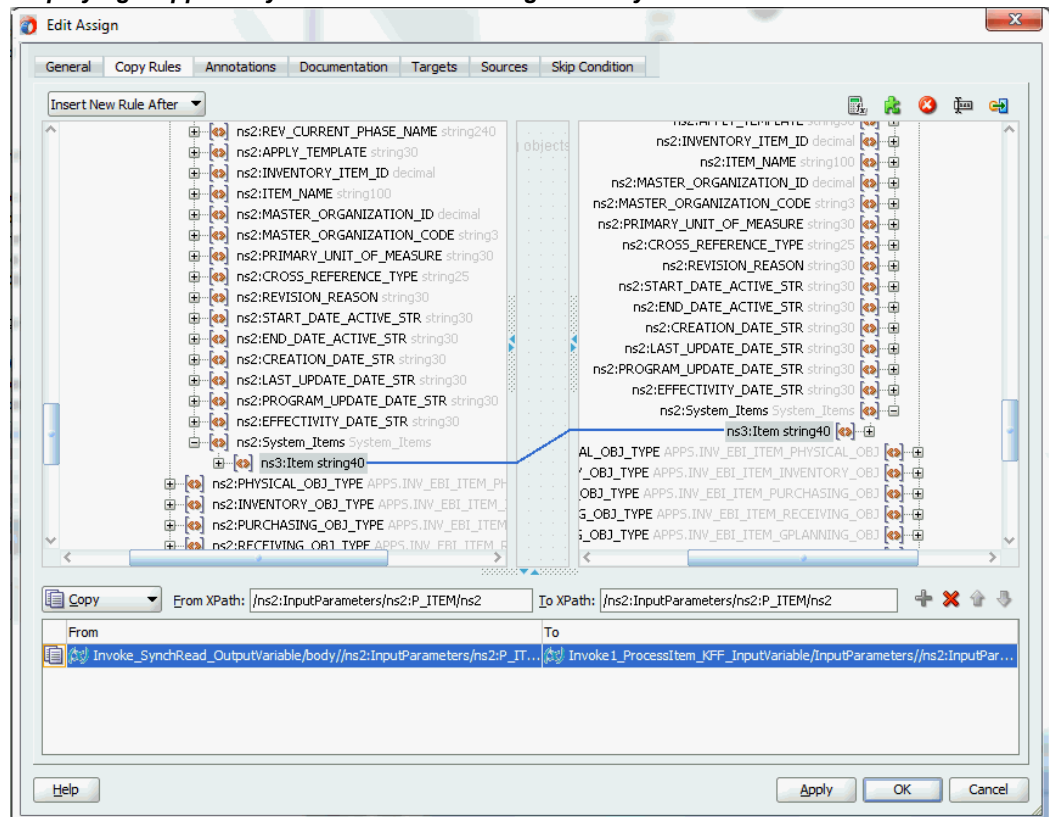 Edit Assign
General Copy Rules Annotations Documentation Targets Sources Skip Condition
Insert New Rule After
ns2:REV_CURRENT_PHASE_NAME string240
ns2:APPLY_TEMPLATE string30
ns2:INVENTORY_ITEM_ID decimal
ns2:ITEM_NAME string100
ns2:MASTER_ORGANIZATION_ID decimal
ns2:MASTER_ORGANIZATION_CODE string3
ns2:PRIMARY_UNIT_OF_MEASURE string30
ns2:CROSS_REFERENCE_TYPE string25
ns2:REVISION_REASON string30
ns2:START_DATE_ACTIVE_STR string30
ns2:END_DATE_ACTIVE_STR string30
ns2:CREATION_DATE_STR string30
ns2:LAST_UPDATE_DATE_STR string30
ns2:PROGRAM_UPDATE_DATE_STR string30
ns2:EFFECTIVITY_DATE_STR string30
ns2:System_Items System_Items
ns3:Item string40
ns2:PHYSICAL_OBJ_TYPE APPS.INV_EBI_ITEM_PH
ns2:INVENTORY_OBJ_TYPE APPS.INV_EBI_ITEM_
ns2:PURCHASING_OBJ_TYPE APPS.INV_EBI_ITEM
ns2:RECEIVING_OBJ_TYPE APPS.INV_EBI_ITEM_R
objects
ns2:INVENTORY_ITEM_ID decimal
ns2:ITEM_NAME string100
ns2:MASTER_ORGANIZATION_ID decimal
ns2:MASTER_ORGANIZATION_CODE string3
ns2:PRIMARY_UNIT_OF_MEASURE string30
ns2:CROSS_REFERENCE_TYPE string25
ns2:REVISION_REASON string30
ns2:START_DATE_ACTIVE_STR string30
ns2:END_DATE_ACTIVE_STR string30
ns2:CREATION_DATE_STR string30
ns2:LAST_UPDATE_DATE_STR string30
ns2:PROGRAM_UPDATE_DATE_STR string30
ns2:EFFECTIVITY_DATE_STR string30
ns2:System_Items System_Items
ns3:Item string40
AL_OBJ_TYPE APPS.INV_EBI_ITEM_PHYSICAL_OBJ
Y_OBJ_TYPE APPS.INV_EBI_ITEM_INVENTORY_OBJ
OBJ_TYPE APPS.INV_EBI_ITEM_PURCHASING_OBJ
G_OBJ_TYPE APPS.INV_EBI_ITEM_RECEIVING_OBJ
G_OBJ_TYPE APPS.INV_EBI_ITEM_GPLANNING_OBJ
Copy From XPath: /ns2:InputParameters/ns2:P_ITEM/ns2 To XPath: /ns2:InputParameters/ns2:P_ITEM/ns2
From To
Invoke_SynchRead_OutputVariable/body//ns2:InputParameters/ns2:P_IT... Invoke1_ProcessItem_KFF_InputVariable/InputParameters//ns2:InputPar...
Help Apply OK Cancel